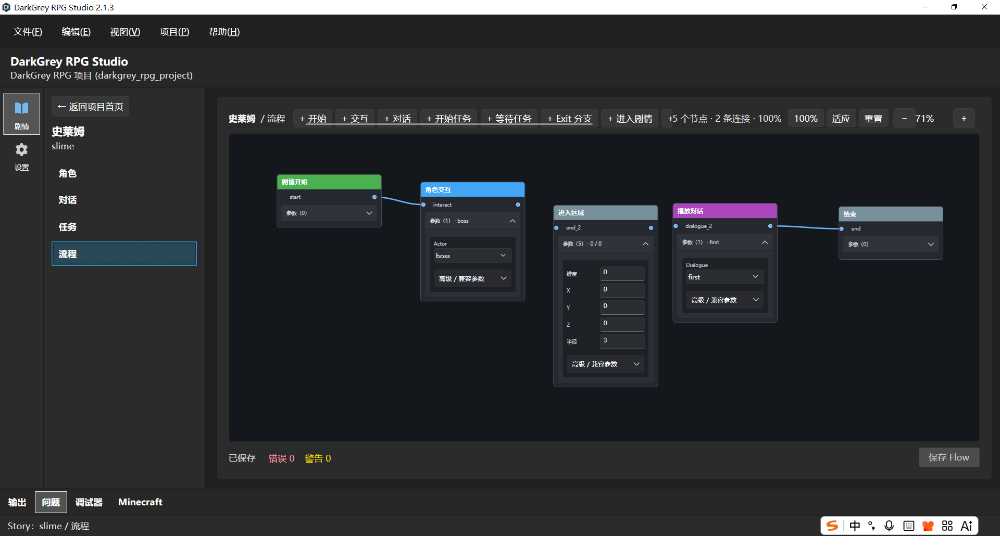 DarkGrey RPG Studio 2.1.3
文件(F) 编辑(E) 视图(V) 项目(P) 帮助(H)
DarkGrey RPG Studio
DarkGrey RPG 项目 (darkgrey_rpg_project)
剧情
设置
← 返回项目首页
史莱姆
slime
角色
对话
任务
流程
史莱姆 / 流程 + 开始 + 交互 + 对话 + 开始任务 + 等待任务 + Exit 分支 + 进入剧情 + 5 个节点 · 2 条连接 · 100% 100% 适应 重置 − 71% +
剧情开始
start
参数 (0)
角色交互
interact
参数 (1) · boss
Actor
boss
高级 / 兼容参数
进入区域
end_2
参数 (5) · 0 / 0
维度 0
X 0
Y 0
Z 0
半径 3
高级 / 兼容参数
播放对话
dialogue_2
参数 (1) · first
Dialogue
first
高级 / 兼容参数
结束
end
参数 (0)
已保存 错误 0 警告 0
保存 Flow
输出 问题 调试器 Minecraft
Story: slime / 流程
中